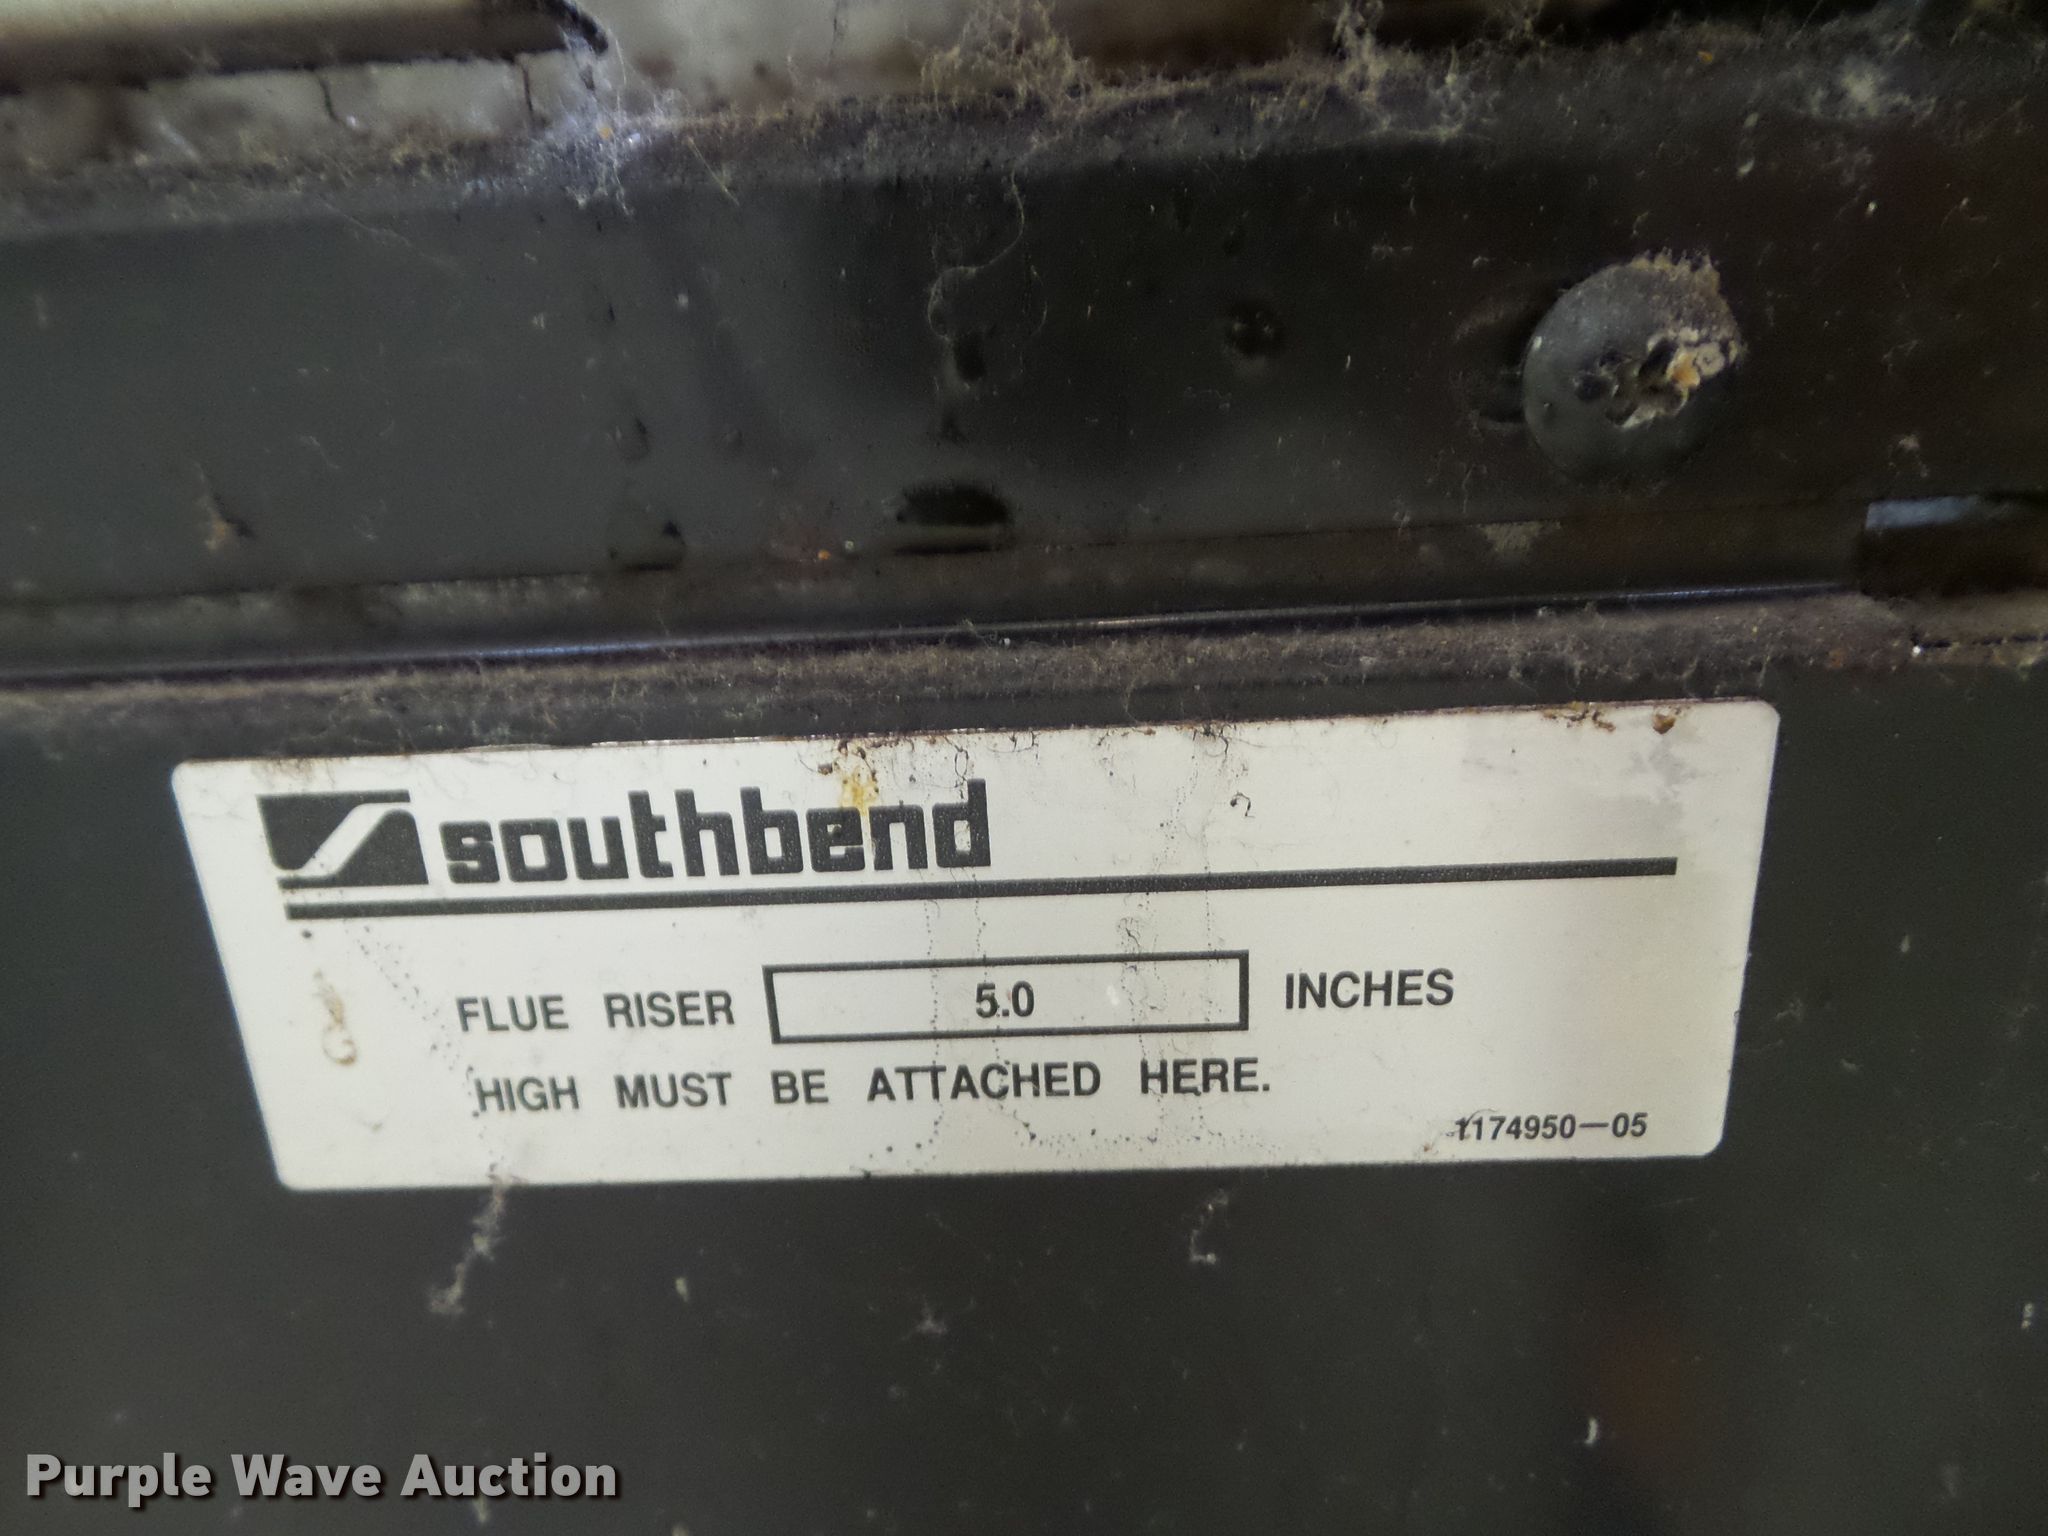 southbend
FLUE RISER 5.0 INCHES
HIGH MUST BE ATTACHED HERE.
1174950-05
Purple Wave Auction